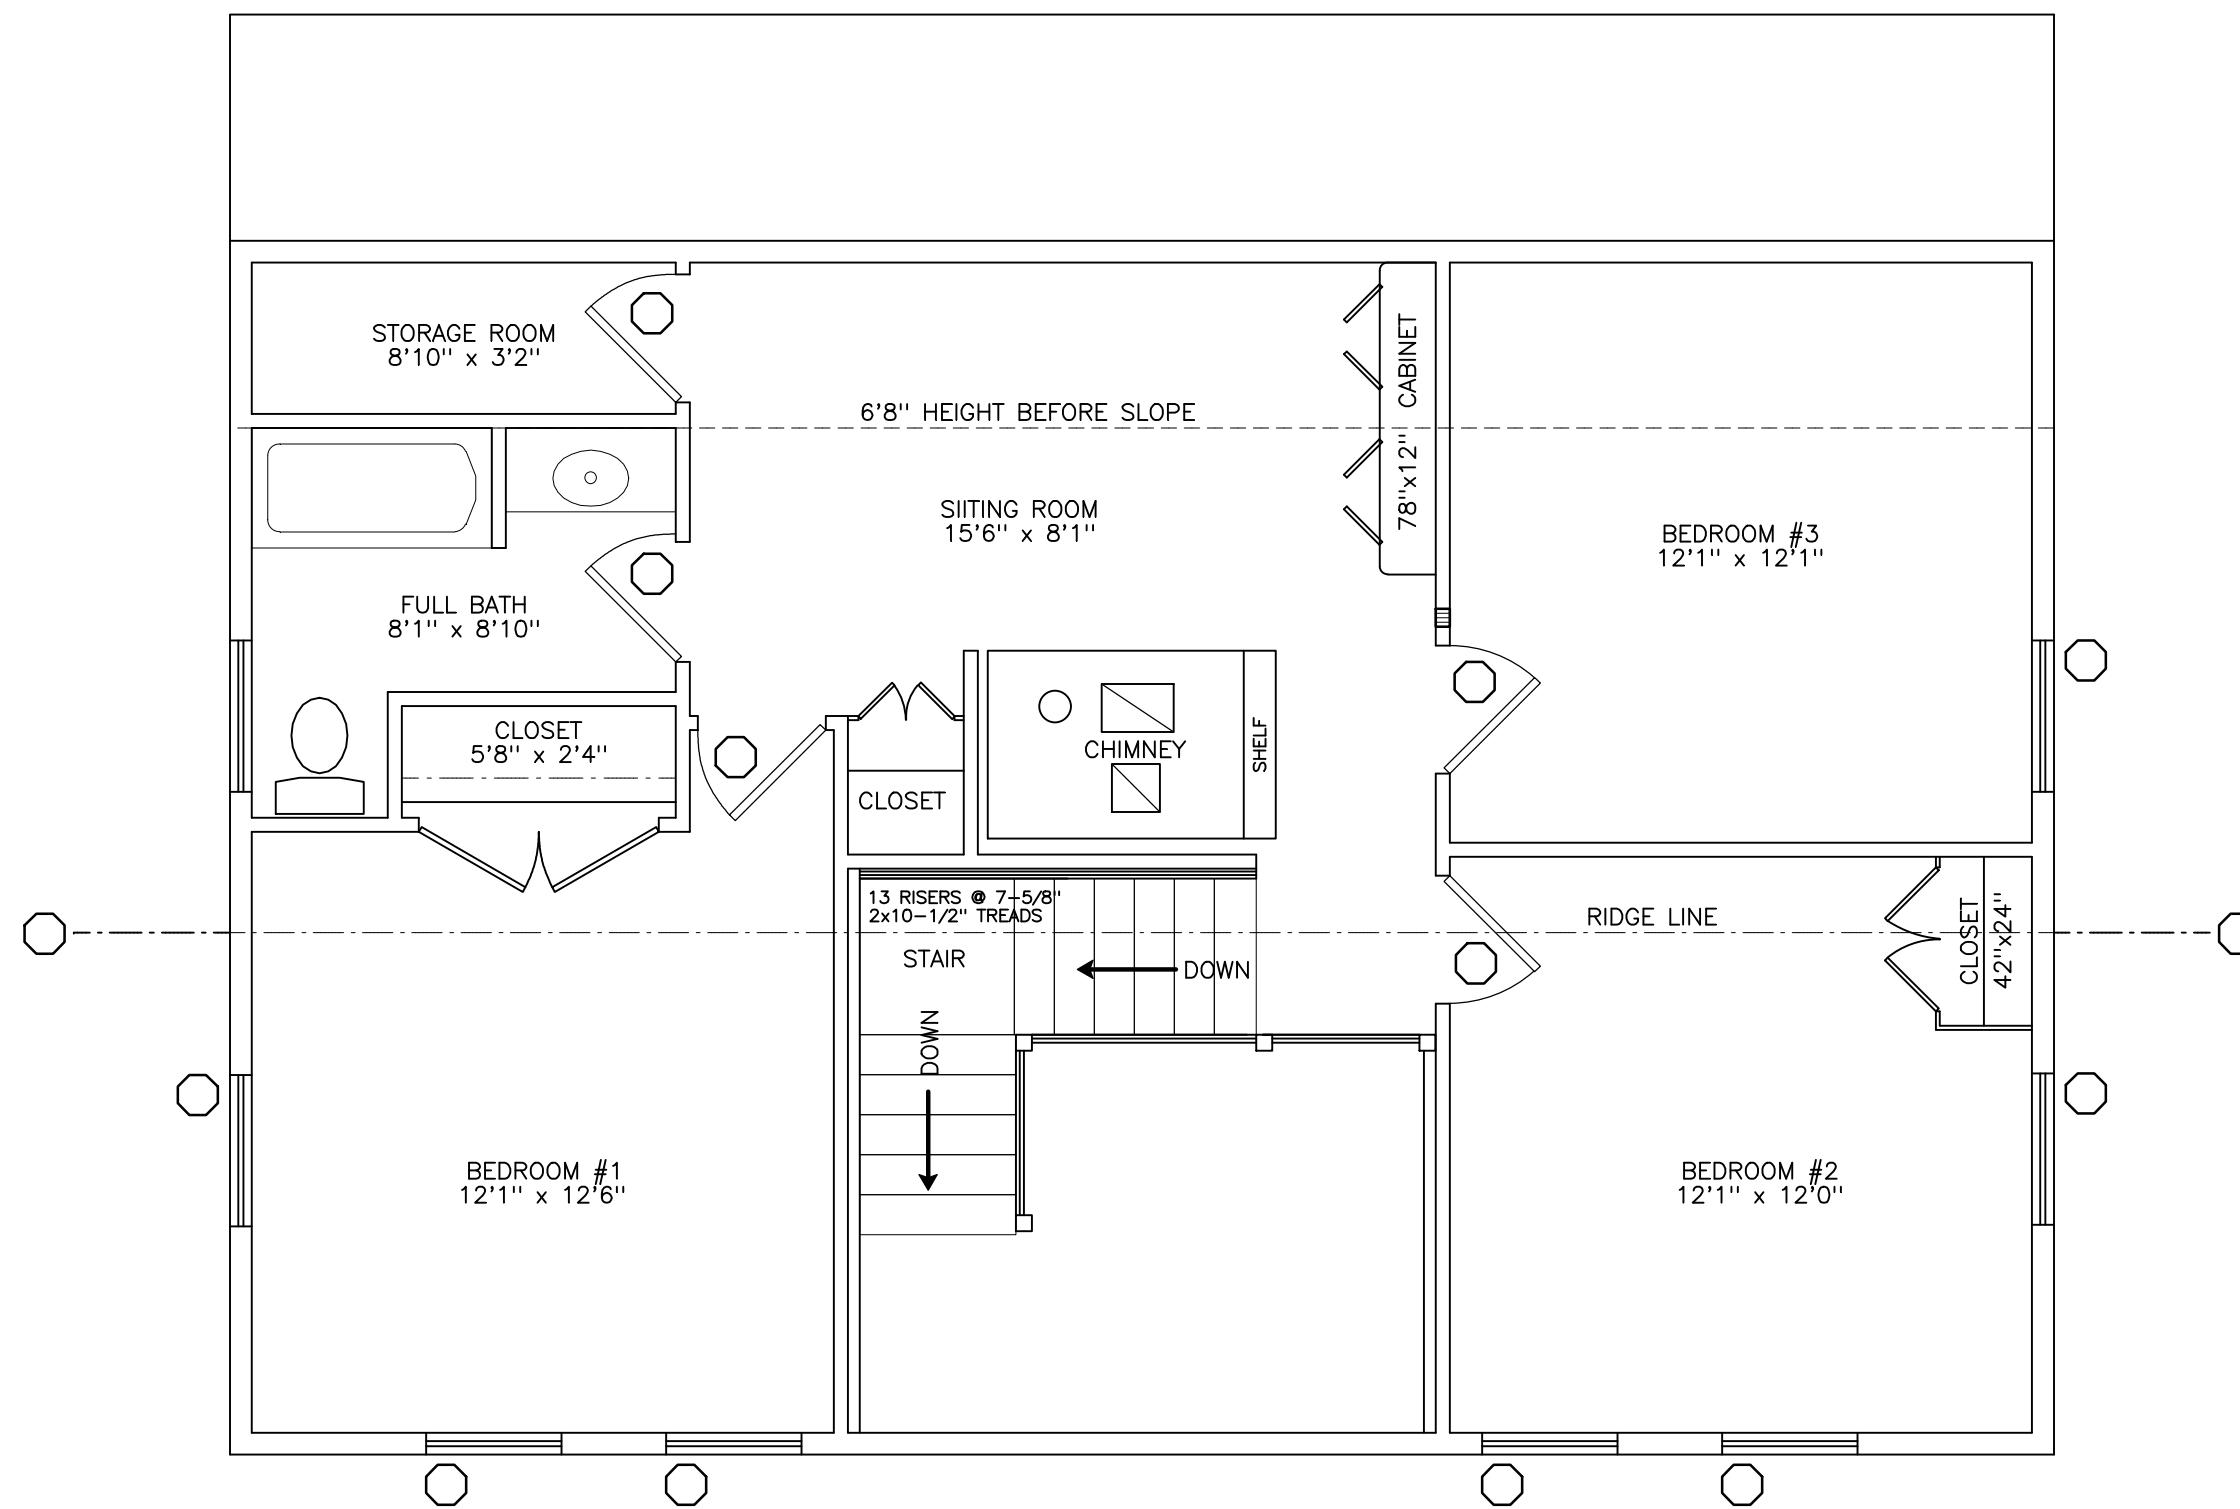 STORAGE ROOM
8'10" x 3'2"
6'8" HEIGHT BEFORE SLOPE
78"x12" CABINET
SIITING ROOM
15'6" x 8'1"
BEDROOM #3
12'1" x 12'1"
FULL BATH
8'1" x 8'10"
CLOSET
5'8" x 2'4"
CLOSET
CHIMNEY
SHELF
13 RISERS @ 7-5/8"
2x10-1/2" TREADS
STAIR
DOWN
DOWN
RIDGE LINE
CLOSET
42"x24"
BEDROOM #1
12'1" x 12'6"
BEDROOM #2
12'1" x 12'0"